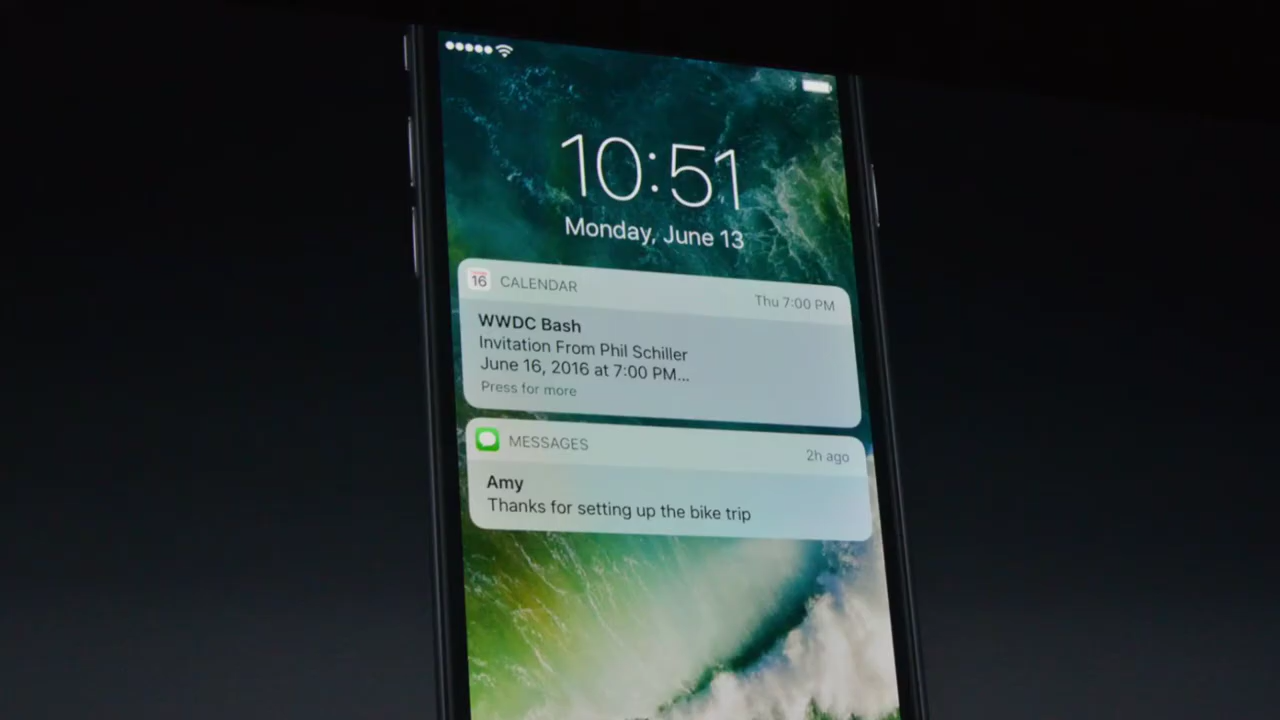 10:51
Monday, June 13
16 CALENDAR Thu 7:00 PM
WWDC Bash
Invitation From Phil Schiller
June 16, 2016 at 7:00 PM...
Press for more
MESSAGES 2h ago
Amy
Thanks for setting up the bike trip